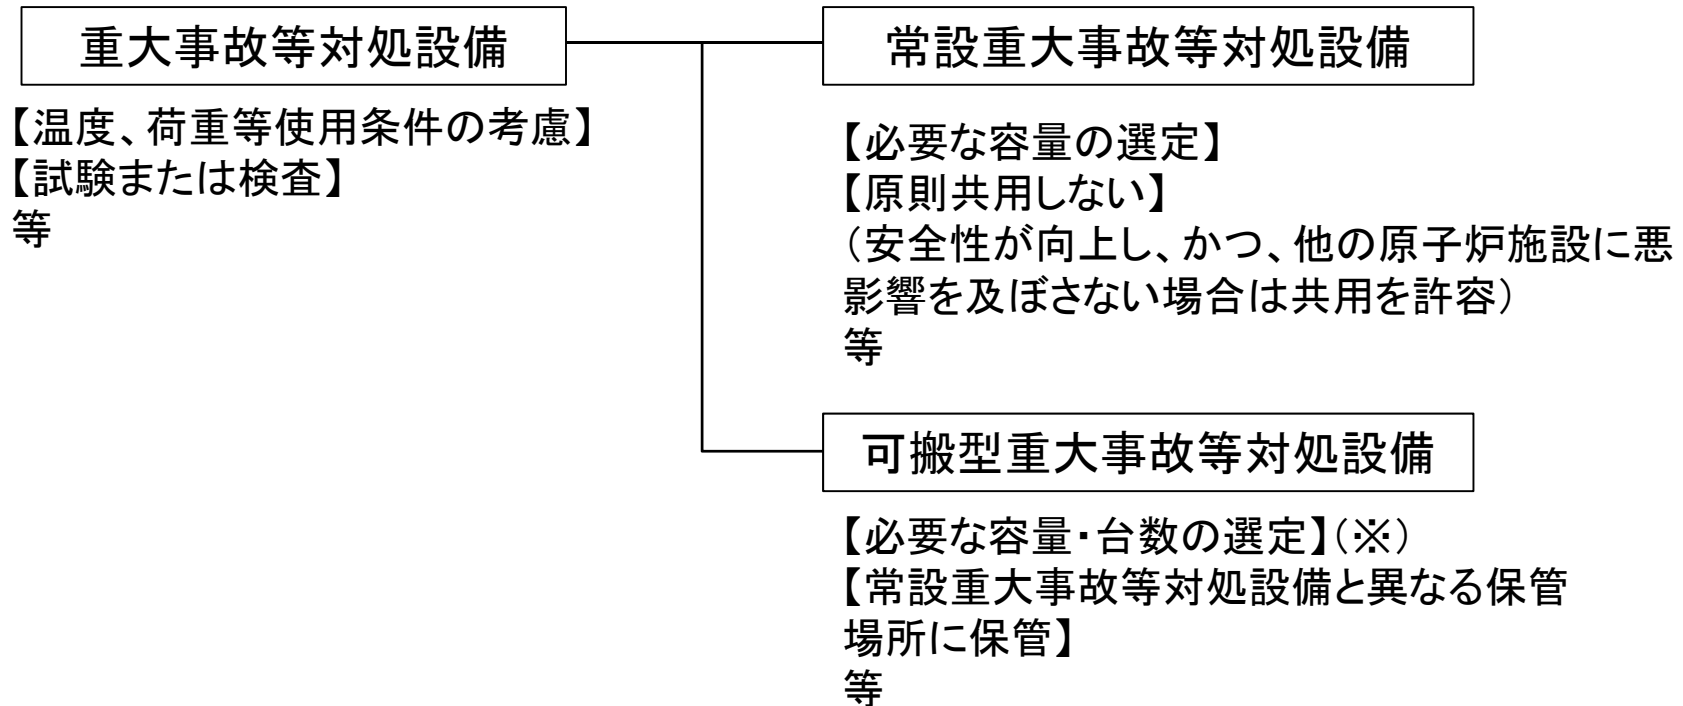 重大事故等対処設備
【温度、荷重等使用条件の考慮】
【試験または検査】
等
常設重大事故等対処設備
【必要な容量の選定】
【原則共用しない】
（安全性が向上し、かつ、他の原子炉施設に悪
影響を及ぼさない場合は共用を許容）
等
可搬型重大事故等対処設備
【必要な容量・台数の選定】（※）
【常設重大事故等対処設備と異なる保管
場所に保管】
等